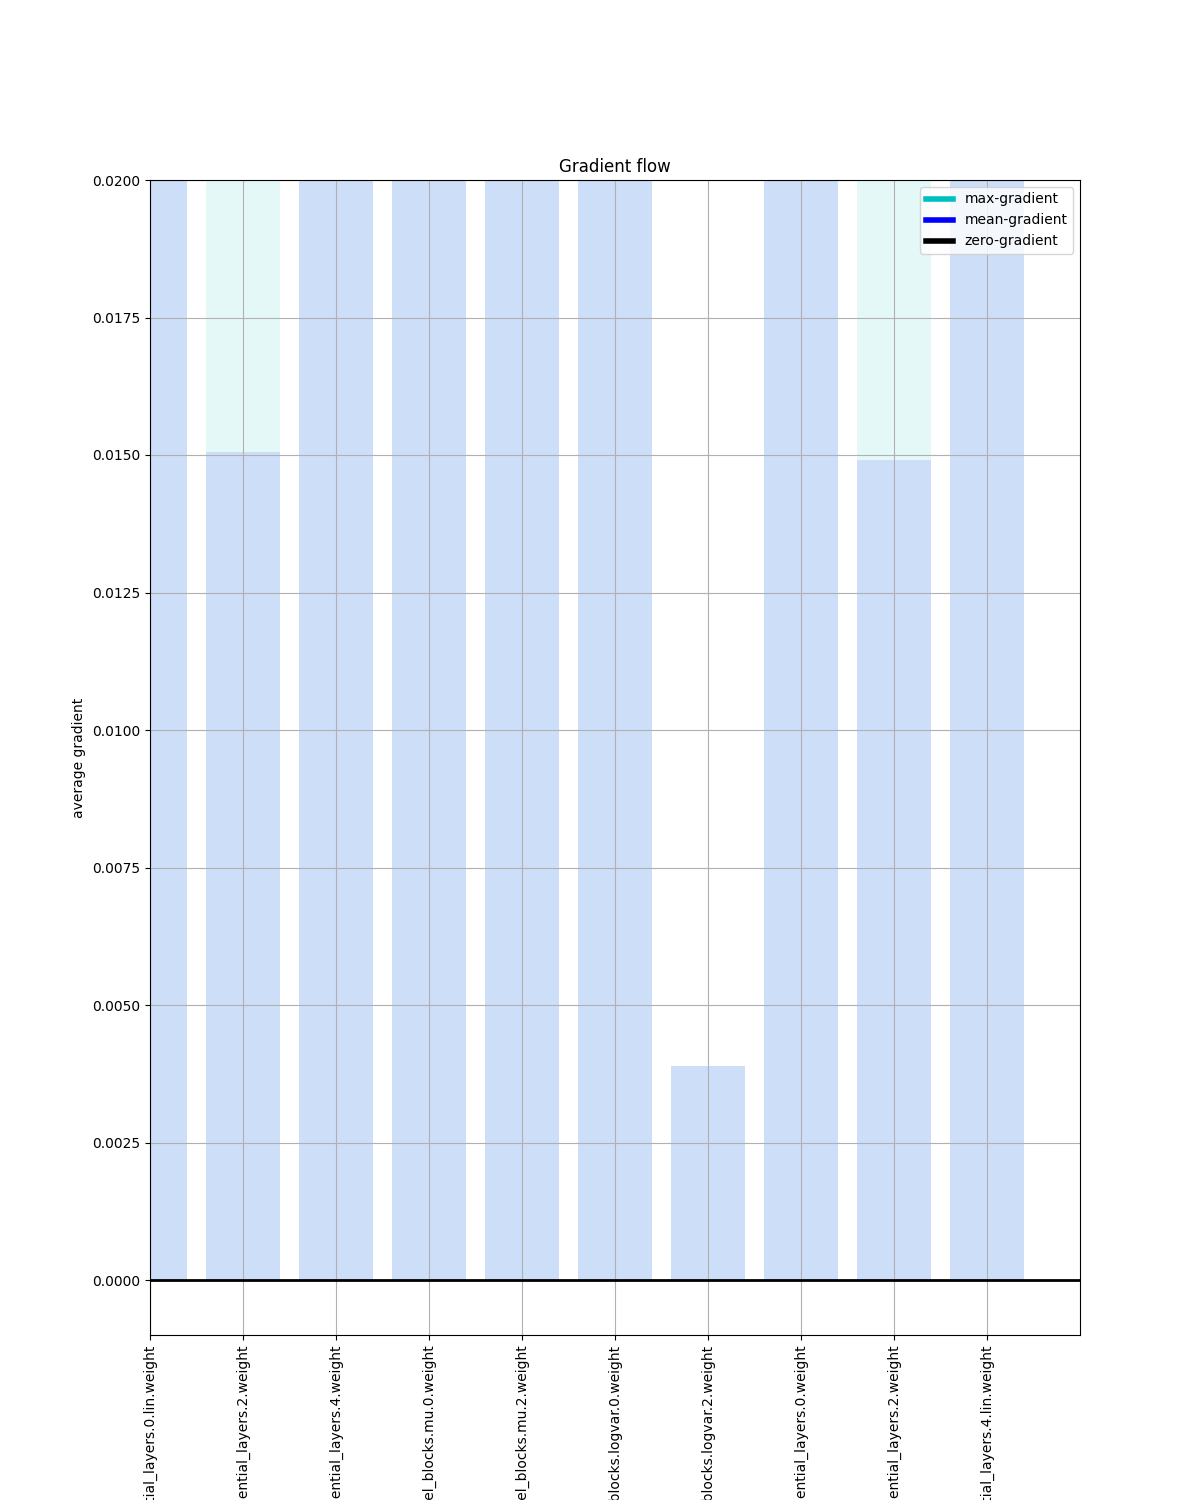 Gradient flow
max-gradient
mean-gradient
zero-gradient
0.0200
0.0175
0.0150
0.0125
0.0100
0.0075
0.0050
0.0025
0.0000
average gradient
tial_layers.0.lin.weight
ential_layers.2.weight
ential_layers.4.weight
el_blocks.mu.0.weight
el_blocks.mu.2.weight
blocks.logvar.0.weight
blocks.logvar.2.weight
ential_layers.0.weight
ential_layers.2.weight
tial_layers.4.lin.weight